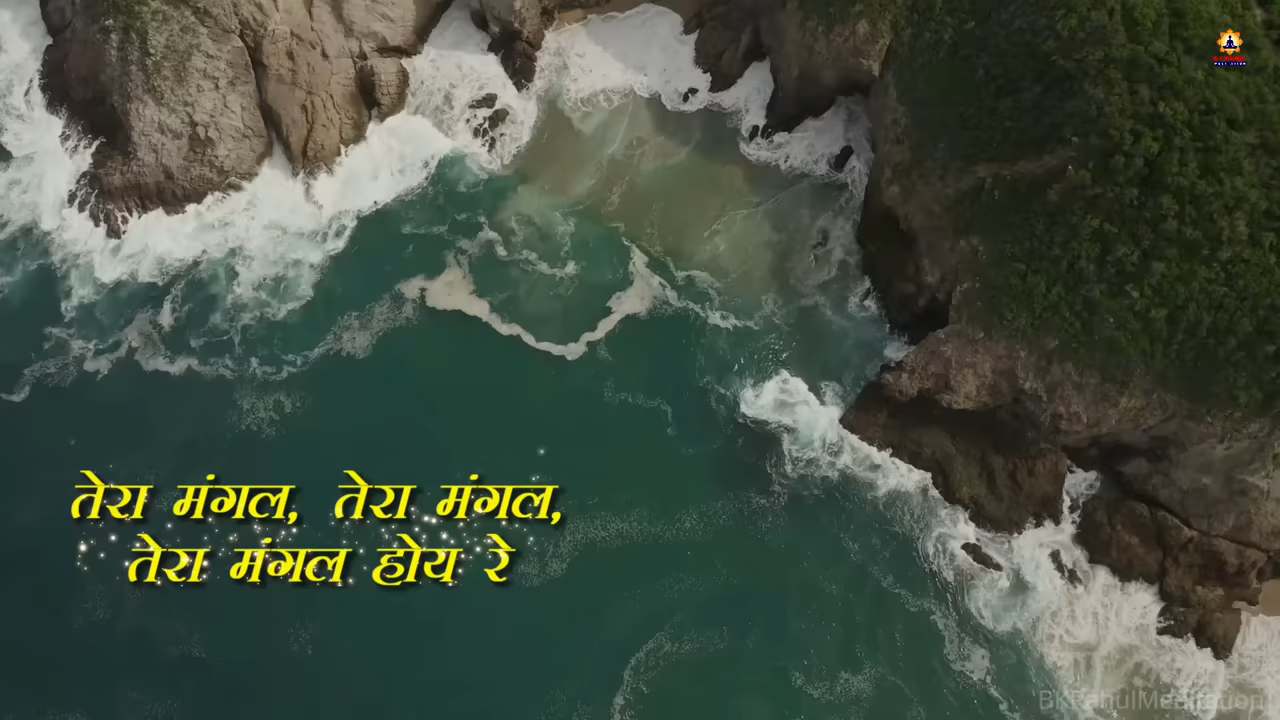 तेरा मंगल, तेरा मंगल,
तेरा मंगल होय रे
BKRahulMeditation